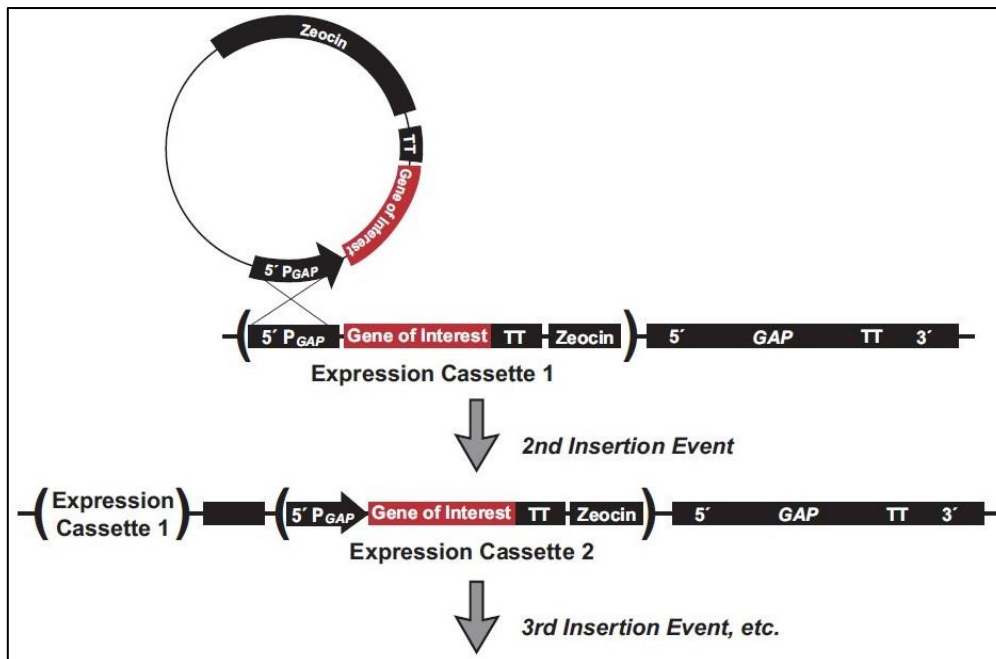 Zeocin
TT
Gene of Interest
5´ PGAP
( 5´ PGAP Gene of Interest TT Zeocin ) 5´ GAP TT 3´
Expression Cassette 1
2nd Insertion Event
( Expression Cassette 1 ) ( 5´ PGAP Gene of Interest TT Zeocin ) 5´ GAP TT 3´
Expression Cassette 2
3rd Insertion Event, etc.